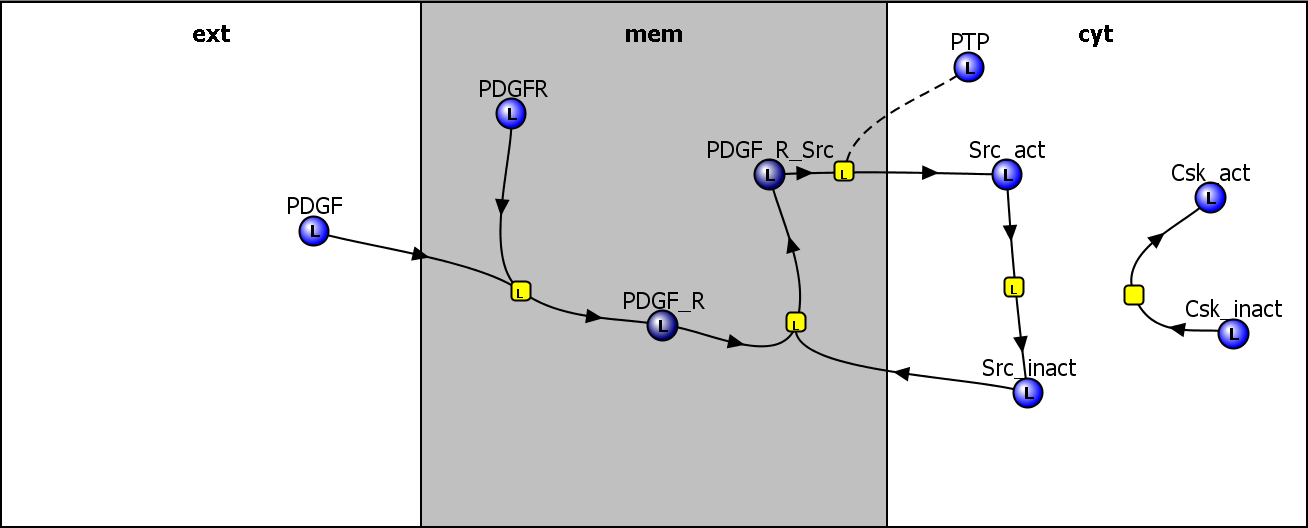 ext
mem
cyt
PTP
L
PDGFR
L
PDGF_R_Src
L
L
Src_act
L
Csk_act
L
PDGF
L
L
PDGF_R
L
L
L
Csk_inact
L
Src_inact
L